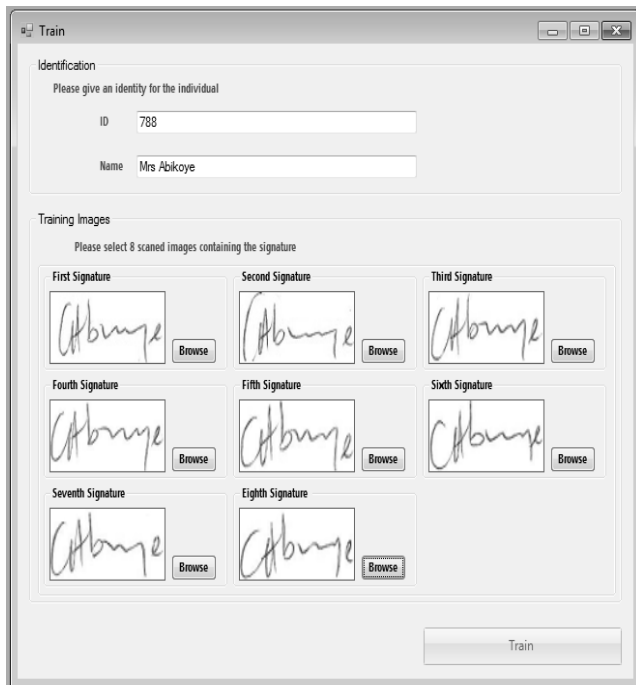 Train
Identification
Please give an identity for the individual
ID 788
Name Mrs Abikoye
Training Images
Please select 8 scaned images containing the signature
First Signature Second Signature Third Signature
Browse Browse Browse
Fourth Signature Fifth Signature Sixth Signature
Browse Browse Browse
Seventh Signature Eighth Signature
Browse Browse
Train